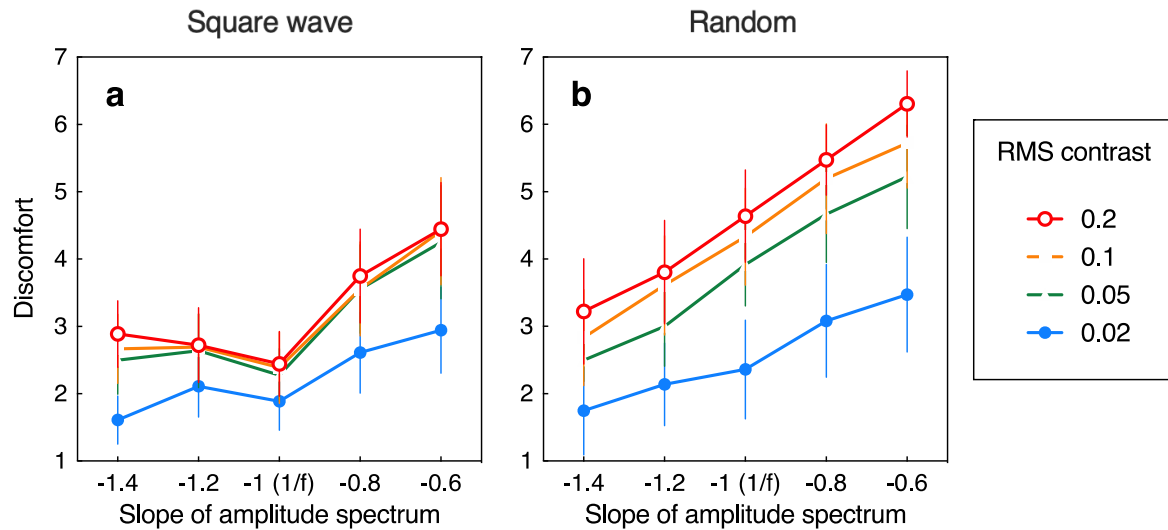 Square wave
Random
Discomfort
7
6
5
4
3
2
1
a
-1.4 -1.2 -1 (1/f) -0.8 -0.6
Slope of amplitude spectrum
7
6
5
4
3
2
1
b
-1.4 -1.2 -1 (1/f) -0.8 -0.6
Slope of amplitude spectrum
RMS contrast
0.2
0.1
0.05
0.02